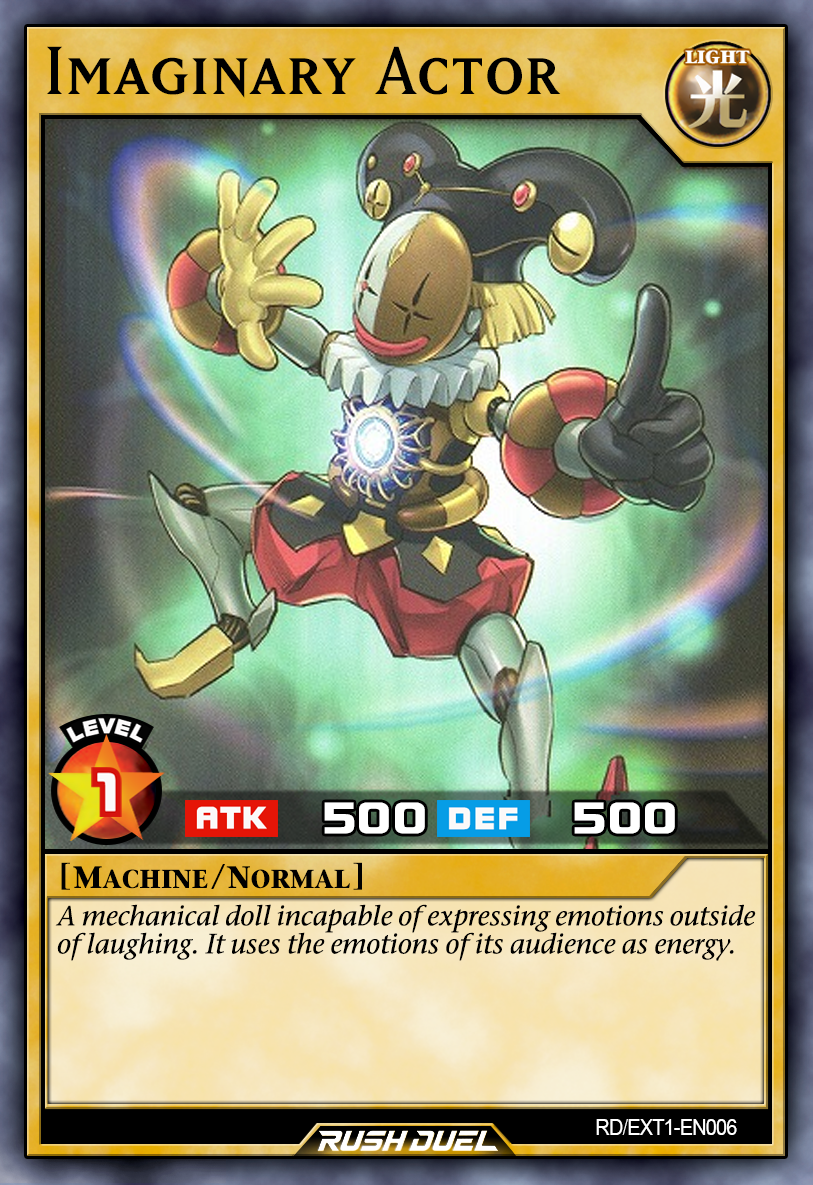 Imaginary Actor
LIGHT
光
LEVEL
1
ATK 500 DEF 500
[Machine/Normal]
A mechanical doll incapable of expressing emotions outside
of laughing. It uses the emotions of its audience as energy.
RD/EXT1-EN006
RUSH DUEL